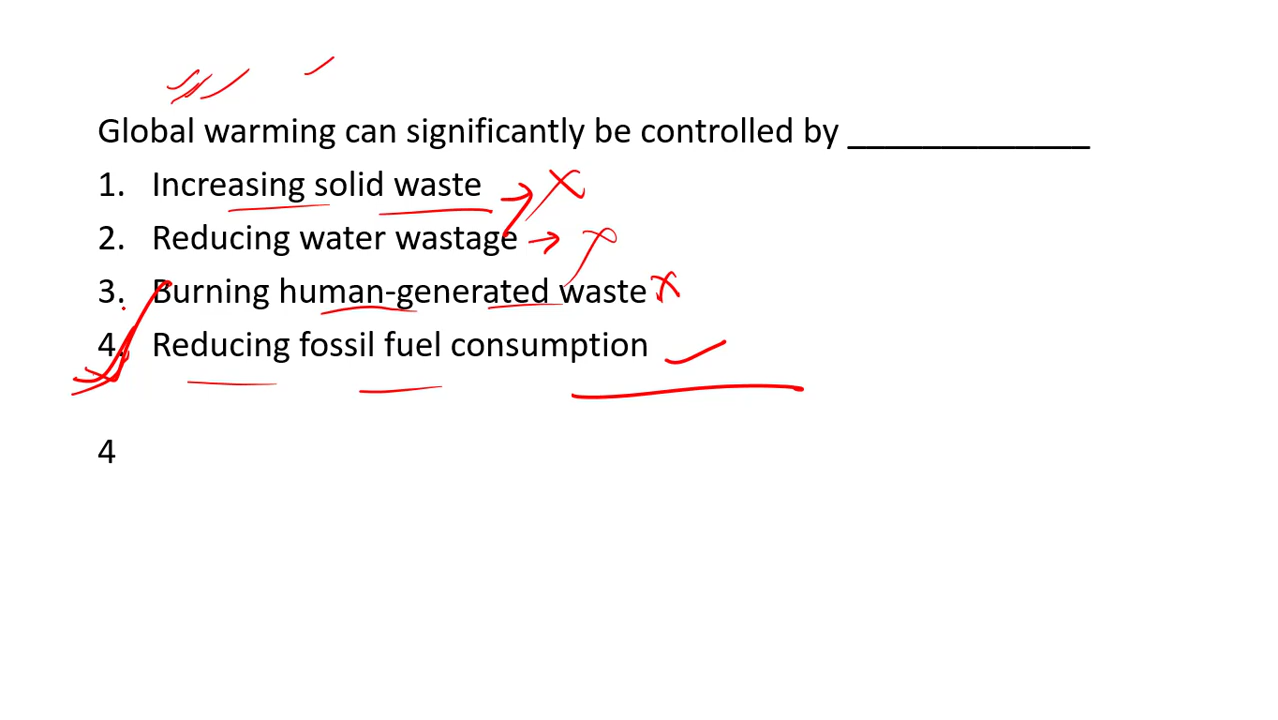 Global warming can significantly be controlled by ______________
1. Increasing solid waste
2. Reducing water wastage
3. Burning human-generated waste
4. Reducing fossil fuel consumption
4